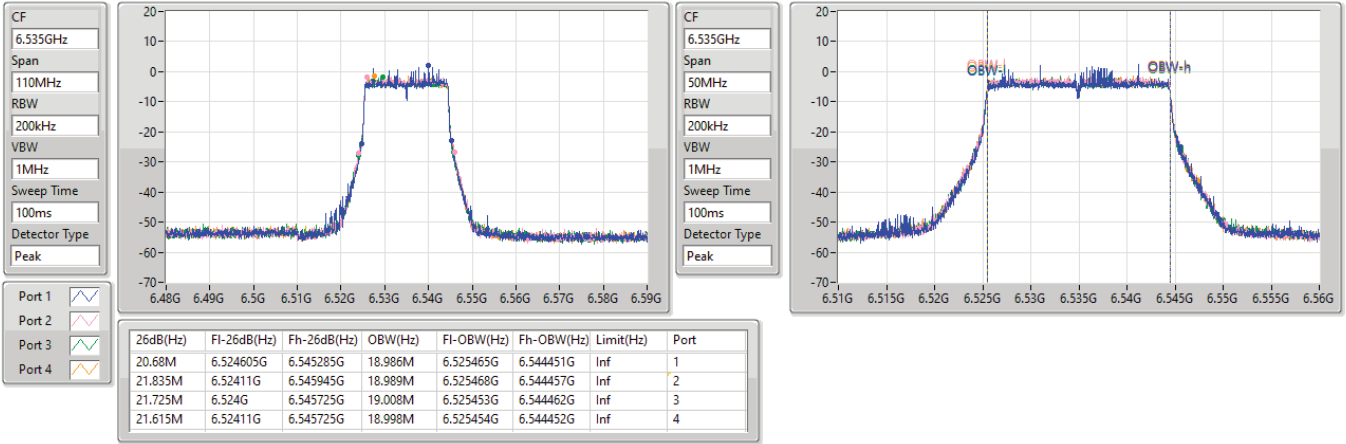 CF
6.535GHz
Span
110MHz
RBW
200kHz
VBW
1MHz
Sweep Time
100ms
Detector Type
Peak
20
10
0
-10
-20
-30
-40
-50
-60
-70
6.48G 6.49G 6.5G 6.51G 6.52G 6.53G 6.54G 6.55G 6.56G 6.57G 6.58G 6.59G
CF
6.535GHz
Span
50MHz
RBW
200kHz
VBW
1MHz
Sweep Time
100ms
Detector Type
Peak
20
10
0
-10
-20
-30
-40
-50
-60
-70
OBW-l
OBW-h
6.51G 6.515G 6.52G 6.525G 6.53G 6.535G 6.54G 6.545G 6.55G 6.555G 6.56G
Port 1
Port 2
Port 3
Port 4
26dB(Hz) Fl-26dB(Hz) Fh-26dB(Hz) OBW(Hz) Fl-OBW(Hz) Fh-OBW(Hz) Limit(Hz) Port
20.68M 6.524605G 6.545285G 18.986M 6.525465G 6.544451G Inf 1
21.835M 6.52411G 6.545945G 18.989M 6.525468G 6.544457G Inf 2
21.725M 6.524G 6.545725G 19.008M 6.525453G 6.544462G Inf 3
21.615M 6.52411G 6.545725G 18.998M 6.525454G 6.544452G Inf 4